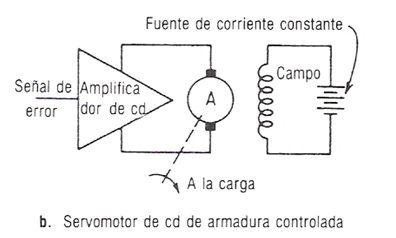 Fuente de corriente constante
Señal de
error
Amplifica
dor de cd
A
Campo
A la carga
b. Servomotor de cd de armadura controlada